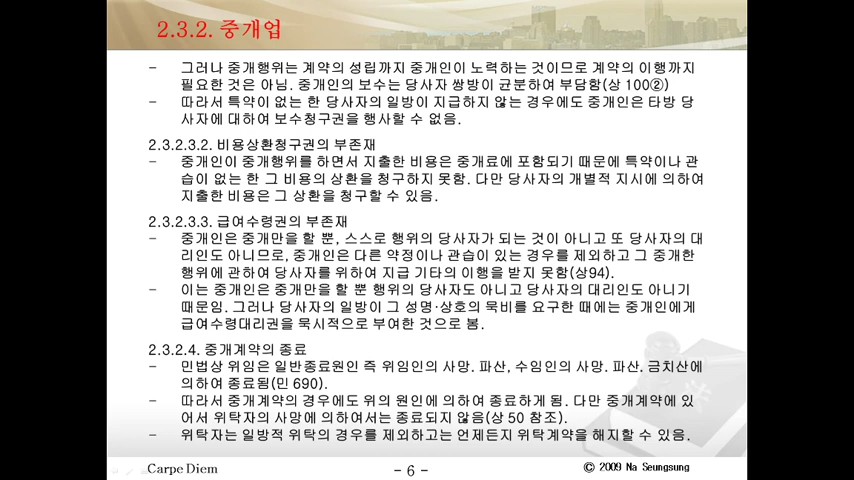 2.3.2. 중개업
- 그러나 중개행위는 계약의 성립까지 중개인이 노력하는 것이므로 계약의 이행까지
필요한 것은 아님. 중개인의 보수는 당사자 쌍방이 균분하여 부담함(상 100②)
- 따라서 특약이 없는 한 당사자의 일방이 지급하지 않는 경우에도 중개인은 타방 당
사자에 대하여 보수청구권을 행사할 수 없음.
2.3.2.3.2. 비용상환청구권의 부존재
- 중개인이 중개행위를 하면서 지출한 비용은 중개료에 포함되기 때문에 특약이나 관
습이 없는 한 그 비용의 상환을 청구하지 못함. 다만 당사자의 개별적 지시에 의하여
지출한 비용은 그 상환을 청구할 수 있음.
2.3.2.3.3. 급여수령권의 부존재
- 중개인은 중개만을 할 뿐, 스스로 행위의 당사자가 되는 것이 아니고 또 당사자의 대
리인도 아니므로, 중개인은 다른 약정이나 관습이 있는 경우를 제외하고 그 중개한
행위에 관하여 당사자를 위하여 지급 기타의 이행을 받지 못함(상94).
- 이는 중개인은 중개만을 할 뿐 행위의 당사자도 아니고 당사자의 대리인도 아니기
때문임. 그러나 당사자의 일방이 그 성명·상호의 묵비를 요구한 때에는 중개인에게
급여수령대리권을 묵시적으로 부여한 것으로 봄.
2.3.2.4. 중개계약의 종료
- 민법상 위임은 일반종료원인 즉 위임인의 사망. 파산, 수임인의 사망. 파산, 금치산에
의하여 종료됨(민 690).
- 따라서 중개계약의 경우에도 위의 원인에 의하여 종료하게 됨. 다만 중개계약에 있
어서 위탁자의 사망에 의하여서는 종료되지 않음(상 50 참조).
- 위탁자는 일방적 위탁의 경우를 제외하고는 언제든지 위탁계약을 해지할 수 있음.
Carpe Diem
- 6 -
© 2009 Na Seungsung